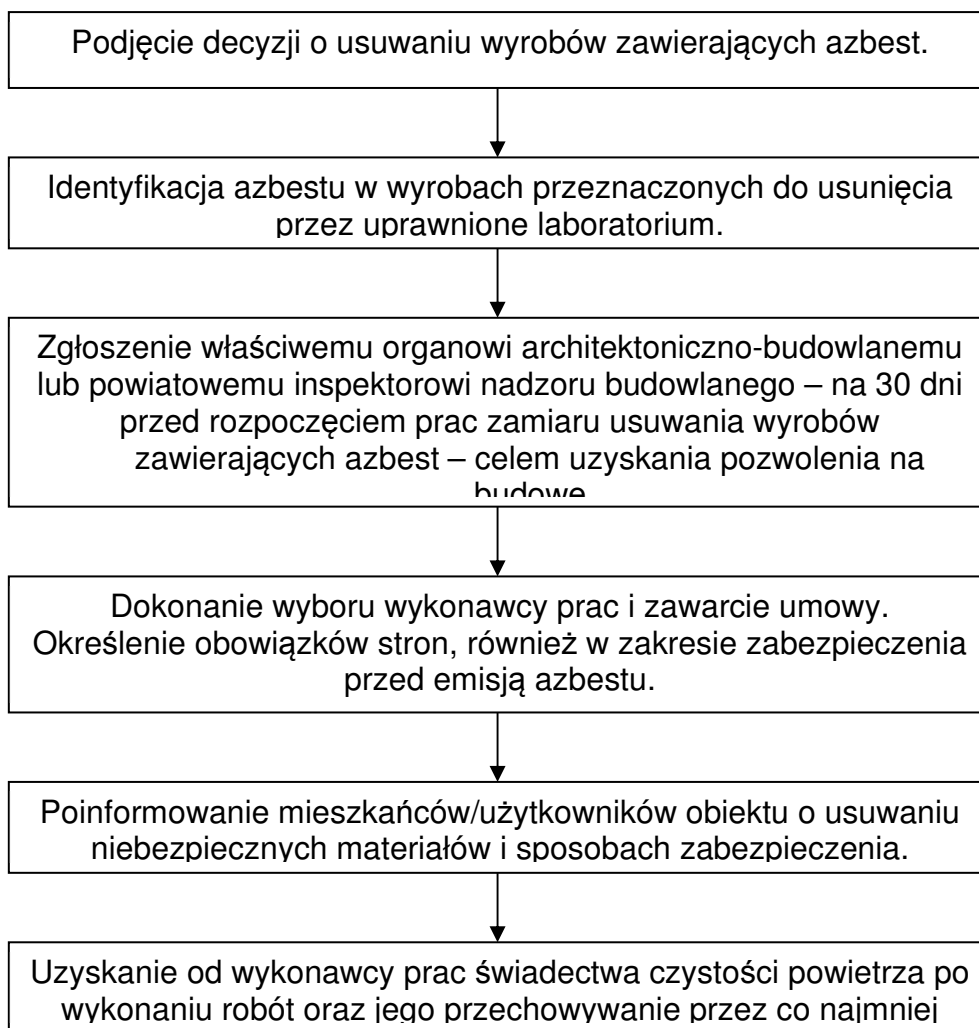 Podjęcie decyzji o usuwaniu wyrobów zawierających azbest.
Identyfikacja azbestu w wyrobach przeznaczonych do usunięcia
przez uprawnione laboratorium.
Zgłoszenie właściwemu organowi architektoniczno-budowlanemu
lub powiatowemu inspektorowi nadzoru budowlanego – na 30 dni
przed rozpoczęciem prac zamiaru usuwania wyrobów
zawierających azbest – celem uzyskania pozwolenia na
budowę
Dokonanie wyboru wykonawcy prac i zawarcie umowy.
Określenie obowiązków stron, również w zakresie zabezpieczenia
przed emisją azbestu.
Poinformowanie mieszkańców/użytkowników obiektu o usuwaniu
niebezpiecznych materiałów i sposobach zabezpieczenia.
Uzyskanie od wykonawcy prac świadectwa czystości powietrza po
wykonaniu robót oraz jego przechowywanie przez co najmniej